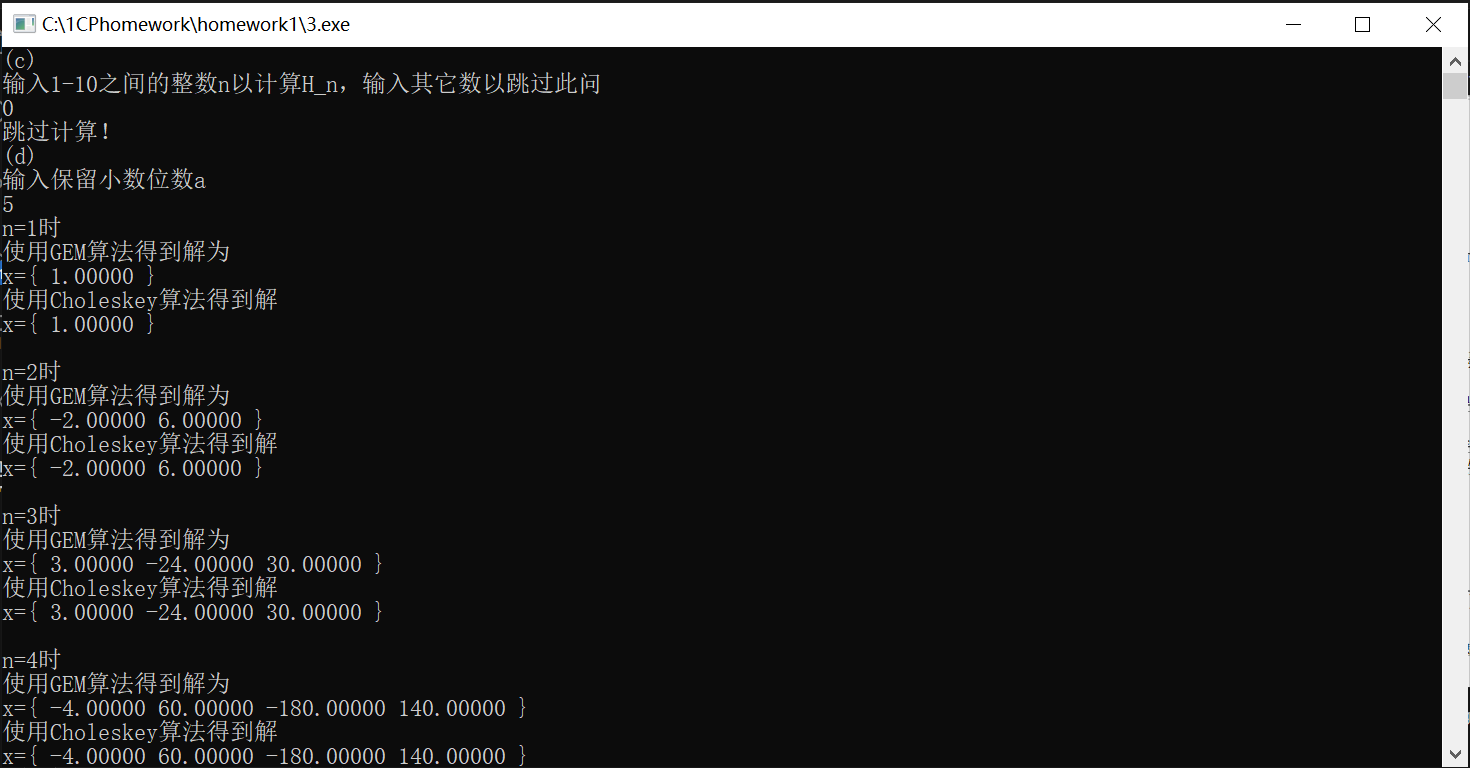 C:\1CPhomework\homework1\3.exe
(c)
输入1-10之间的整数n以计算H_n，输入其它数以跳过此问
0
跳过计算！
(d)
输入保留小数位数a
5
n=1时
使用GEM算法得到解为
x={ 1.00000 }
使用Choleskey算法得到解
x={ 1.00000 }
n=2时
使用GEM算法得到解为
x={ -2.00000 6.00000 }
使用Choleskey算法得到解
x={ -2.00000 6.00000 }
n=3时
使用GEM算法得到解为
x={ 3.00000 -24.00000 30.00000 }
使用Choleskey算法得到解
x={ 3.00000 -24.00000 30.00000 }
n=4时
使用GEM算法得到解为
x={ -4.00000 60.00000 -180.00000 140.00000 }
使用Choleskey算法得到解
x={ -4.00000 60.00000 -180.00000 140.00000 }